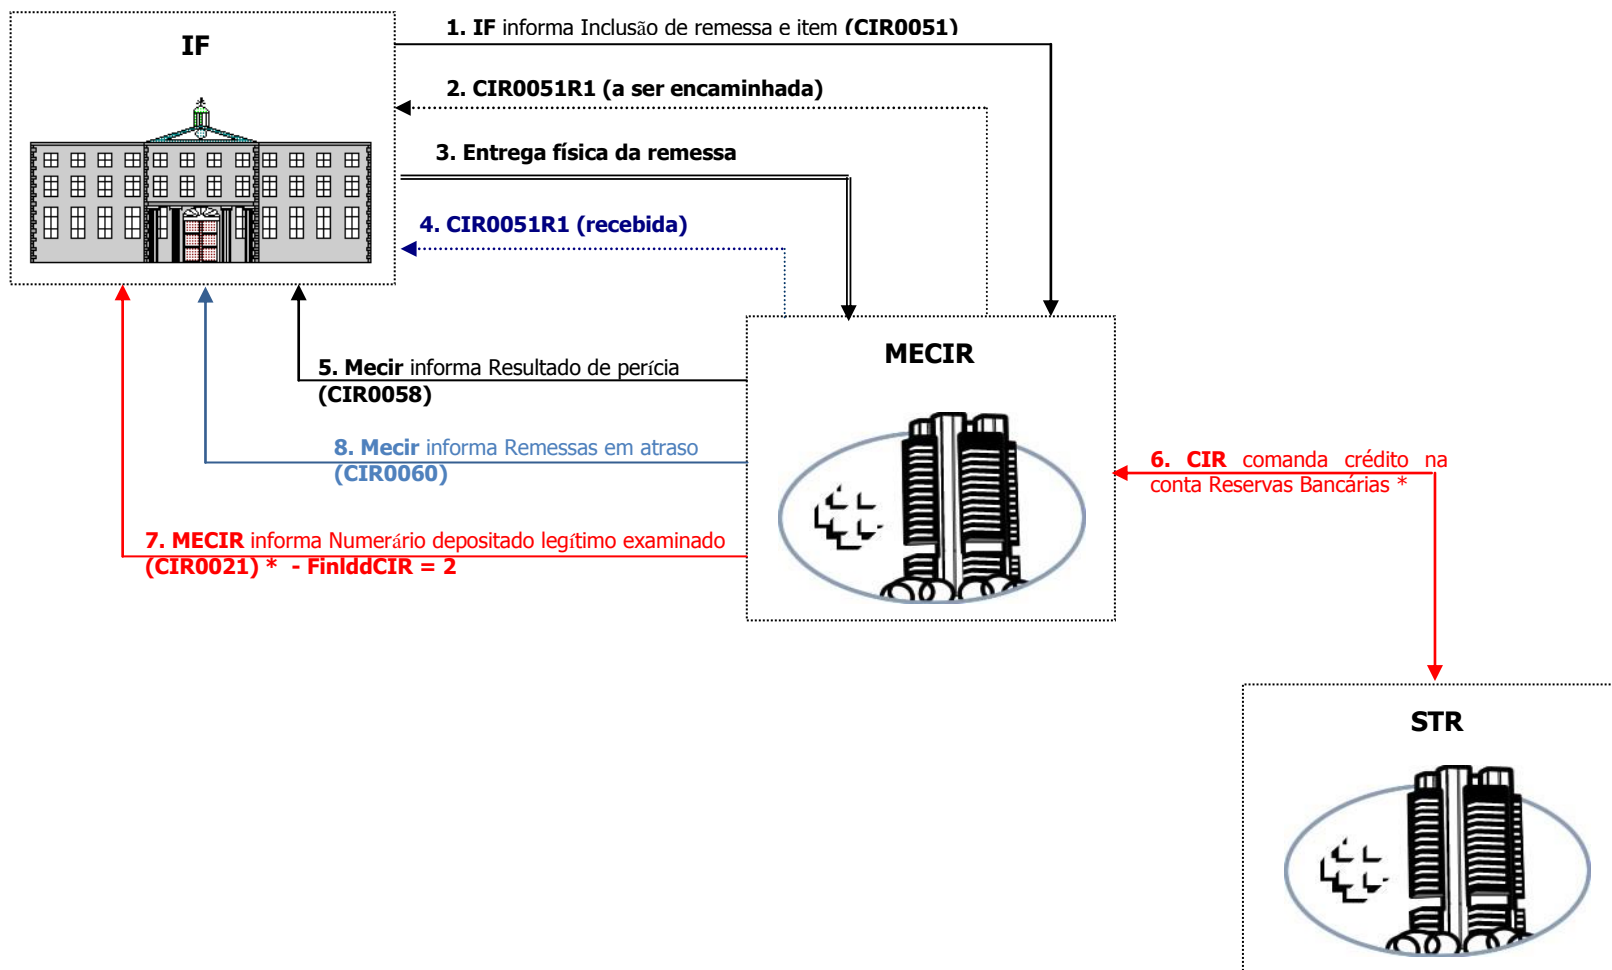 IF
1. IF informa Inclusão de remessa e item (CIR0051)
2. CIR0051R1 (a ser encaminhada)
3. Entrega física da remessa
4. CIR0051R1 (recebida)
MECIR
5. Mecir informa Resultado de perícia
(CIR0058)
8. Mecir informa Remessas em atraso
(CIR0060)
6. CIR comanda crédito na
conta Reservas Bancárias *
7. MECIR informa Numerário depositado legítimo examinado
(CIR0021) * - FinIddCIR = 2
STR